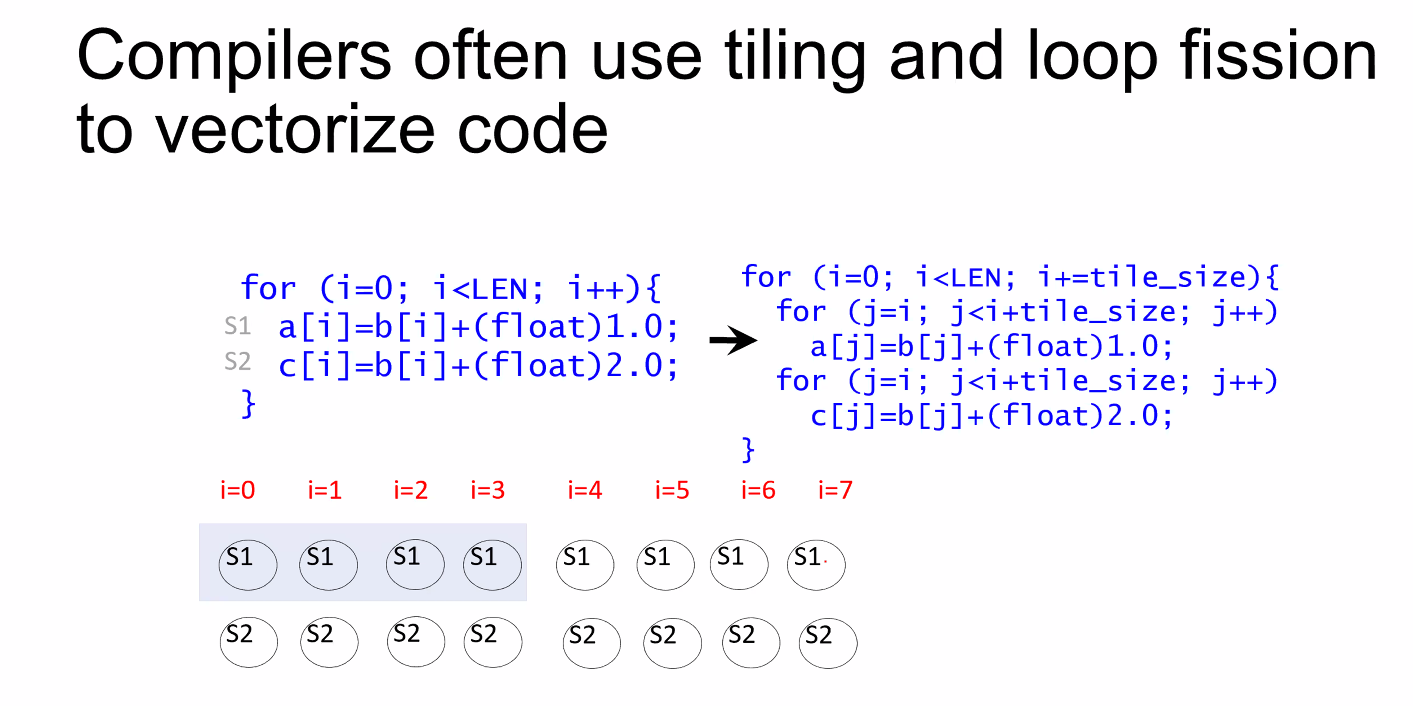 Compilers often use tiling and loop fission
to vectorize code
for (i=0; i<LEN; i++){
S1 a[i]=b[i]+(float)1.0;
S2 c[i]=b[i]+(float)2.0;
}
for (i=0; i<LEN; i+=tile_size){
for (j=i; j<i+tile_size; j++)
a[j]=b[j]+(float)1.0;
for (j=i; j<i+tile_size; j++)
c[j]=b[j]+(float)2.0;
}
i=0 i=1 i=2 i=3 i=4 i=5 i=6 i=7
S1 S1 S1 S1 S1 S1 S1 S1
S2 S2 S2 S2 S2 S2 S2 S2